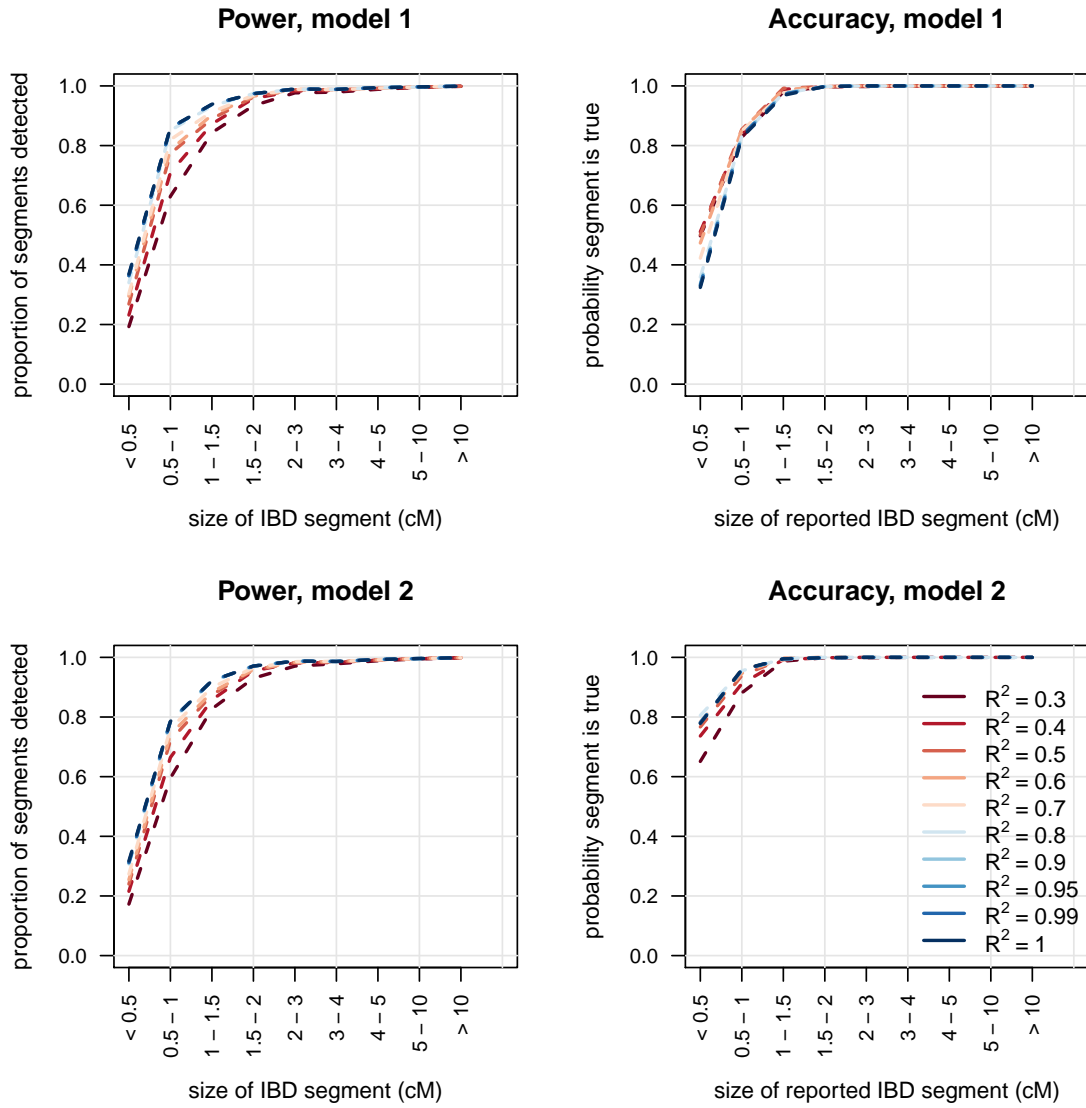 Power, model 1
proportion of segments detected
1.0
0.8
0.6
0.4
0.2
0.0
< 0.5
0.5 − 1
1 − 1.5
1.5 − 2
2 − 3
3 − 4
4 − 5
5 − 10
> 10
size of IBD segment (cM)
Accuracy, model 1
probability segment is true
1.0
0.8
0.6
0.4
0.2
0.0
< 0.5
0.5 − 1
1 − 1.5
1.5 − 2
2 − 3
3 − 4
4 − 5
5 − 10
> 10
size of reported IBD segment (cM)
Power, model 2
proportion of segments detected
1.0
0.8
0.6
0.4
0.2
0.0
< 0.5
0.5 − 1
1 − 1.5
1.5 − 2
2 − 3
3 − 4
4 − 5
5 − 10
> 10
size of IBD segment (cM)
Accuracy, model 2
probability segment is true
1.0
0.8
0.6
0.4
0.2
0.0
R² = 0.3
R² = 0.4
R² = 0.5
R² = 0.6
R² = 0.7
R² = 0.8
R² = 0.9
R² = 0.95
R² = 0.99
R² = 1
< 0.5
0.5 − 1
1 − 1.5
1.5 − 2
2 − 3
3 − 4
4 − 5
5 − 10
> 10
size of reported IBD segment (cM)